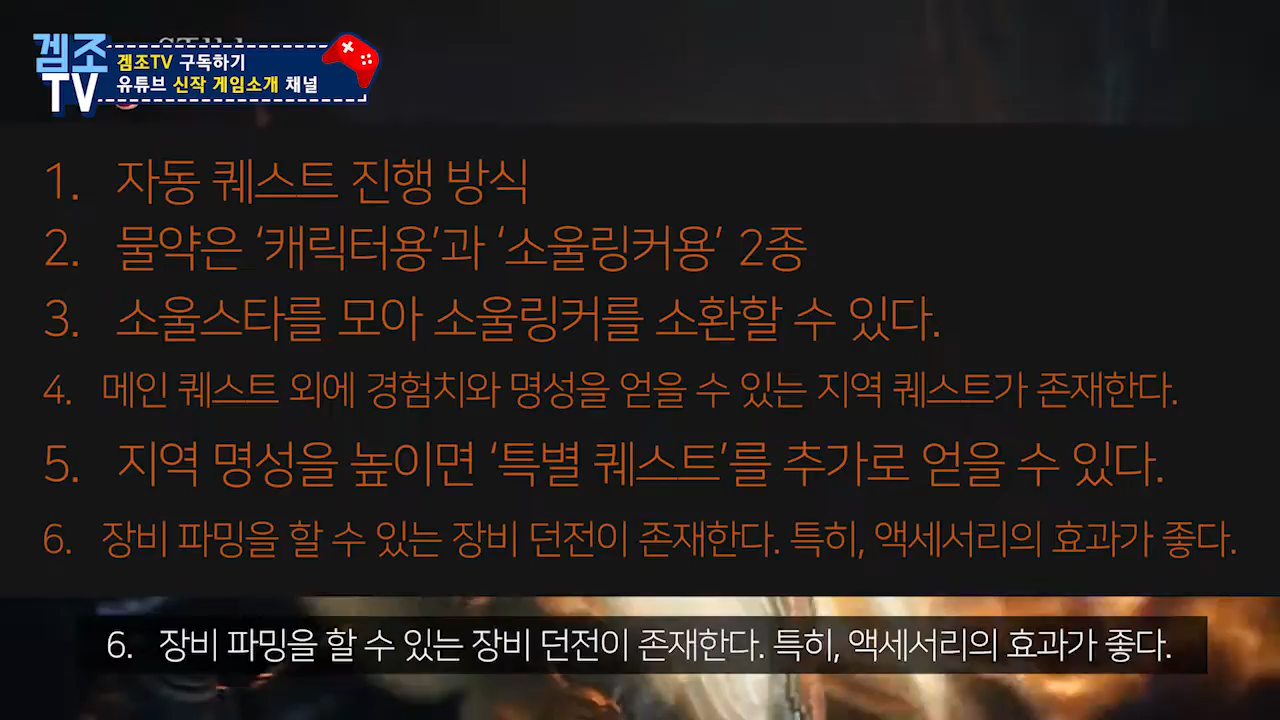 겜조
TV
겜조TV 구독하기
유튜브 신작 게임소개 채널
1. 자동 퀘스트 진행 방식
2. 물약은 ‘캐릭터용’과 ‘소울링커용’ 2종
3. 소울스타를 모아 소울링커를 소환할 수 있다.
4. 메인 퀘스트 외에 경험치와 명성을 얻을 수 있는 지역 퀘스트가 존재한다.
5. 지역 명성을 높이면 ‘특별 퀘스트’를 추가로 얻을 수 있다.
6. 장비 파밍을 할 수 있는 장비 던전이 존재한다. 특히, 액세서리의 효과가 좋다.
6. 장비 파밍을 할 수 있는 장비 던전이 존재한다. 특히, 액세서리의 효과가 좋다.